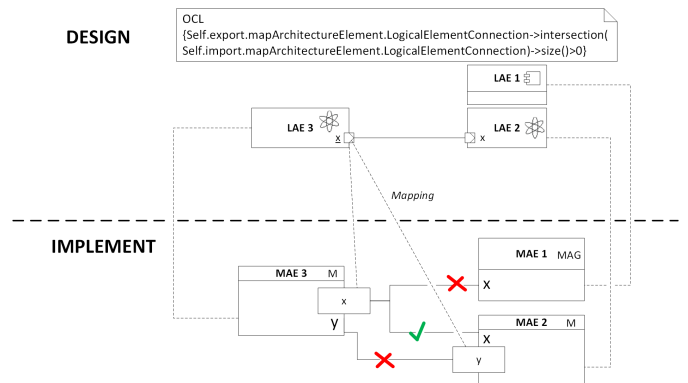 DESIGN
OCL
{Self.export.mapArchitectureElement.LogicalElementConnection->intersection(
Self.import.mapArchitectureElement.LogicalElementConnection)->size()>0}
LAE 1
LAE 3
x
LAE 2
x
Mapping
IMPLEMENT
MAE 1 MAG
X
MAE 3 M
x
y
MAE 2 M
X
y